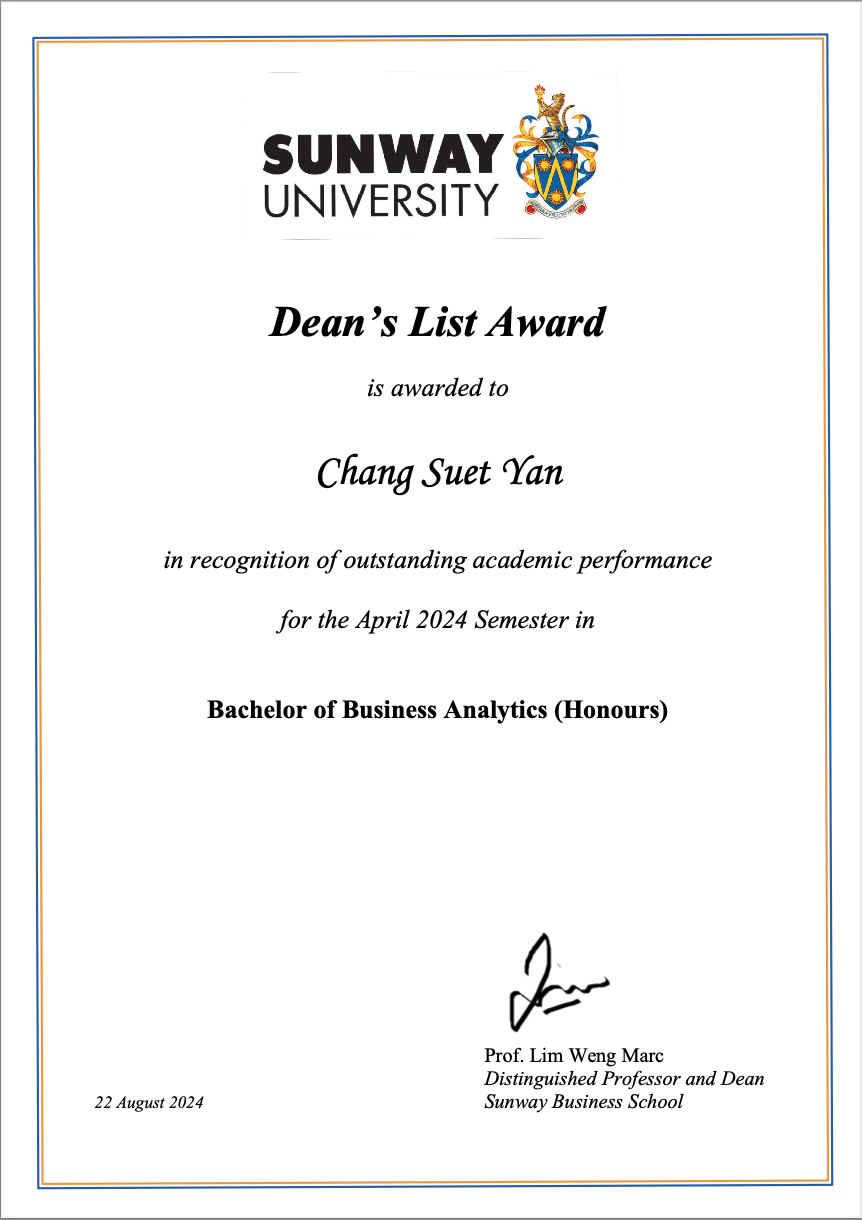 SUNWAY
UNIVERSITY
Dean’s List Award
is awarded to
Chang Suet Yan
in recognition of outstanding academic performance
for the April 2024 Semester in
Bachelor of Business Analytics (Honours)
Prof. Lim Weng Marc
Distinguished Professor and Dean
22 August 2024
Sunway Business School